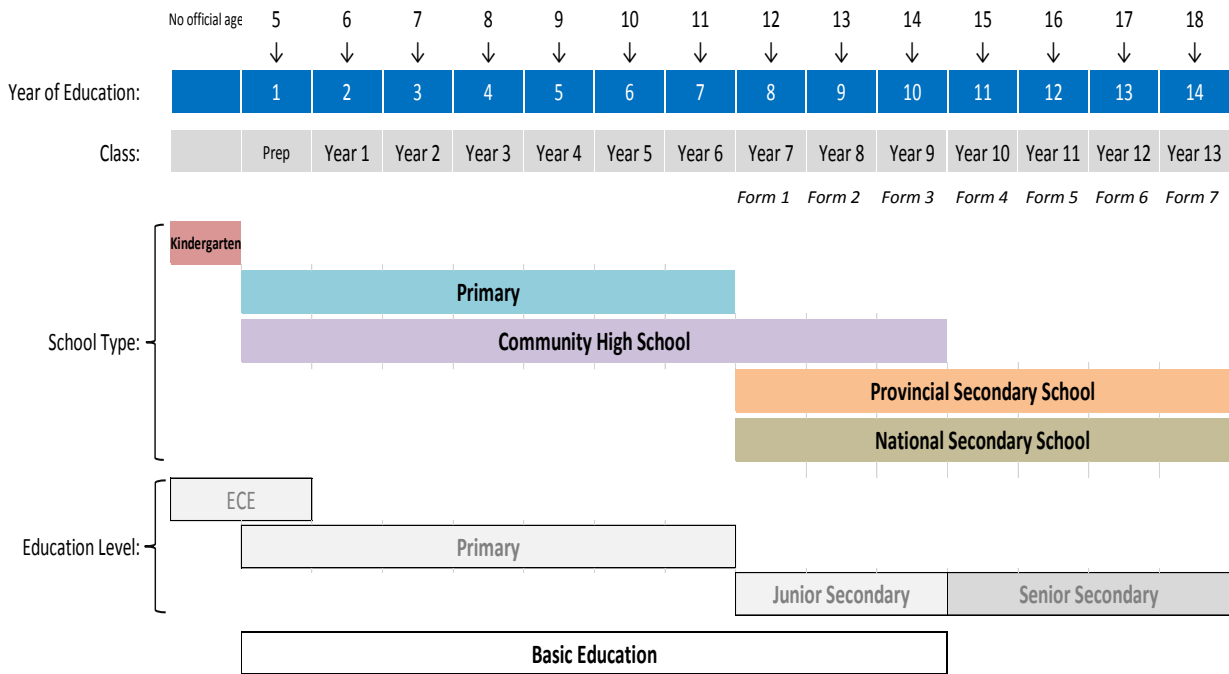 No official age 5 6 7 8 9 10 11 12 13 14 15 16 17 18
Year of Education: 1 2 3 4 5 6 7 8 9 10 11 12 13 14
Class: Prep Year 1 Year 2 Year 3 Year 4 Year 5 Year 6 Year 7 Year 8 Year 9 Year 10 Year 11 Year 12 Year 13
Form 1 Form 2 Form 3 Form 4 Form 5 Form 6 Form 7
Kindergarten
Primary
School Type: Community High School
Provincial Secondary School
National Secondary School
ECE
Education Level: Primary
Junior Secondary Senior Secondary
Basic Education